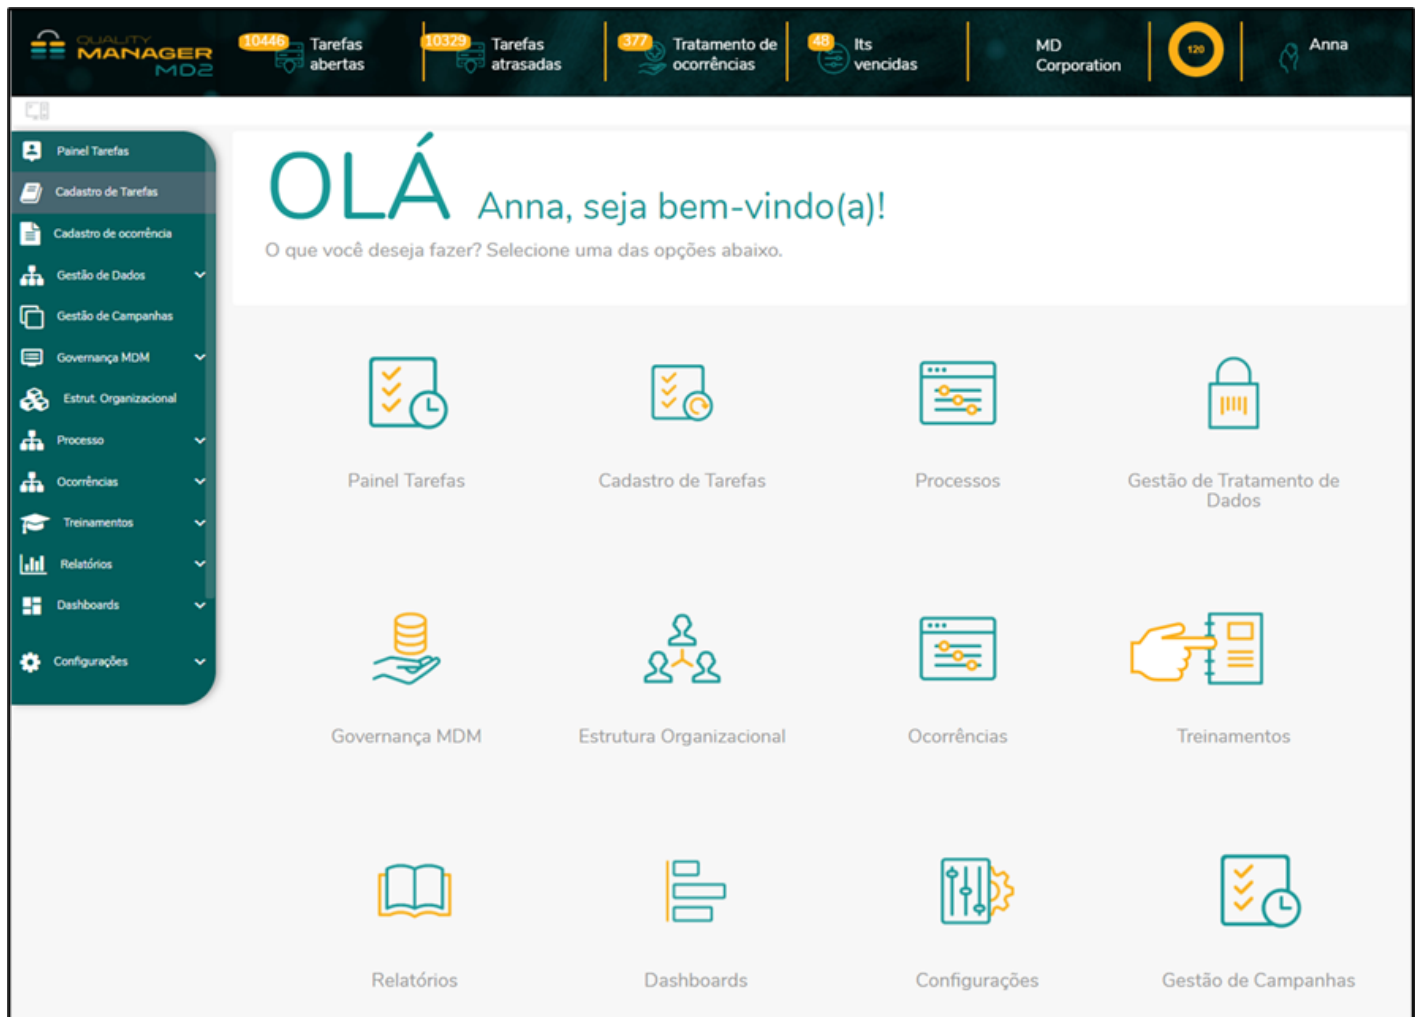 QUALITY
MANAGER
MD2
10446
Tarefas
abertas
10329
Tarefas
atrasadas
377
Tratamento de
ocorrências
48
Its
vencidas
MD
Corporation
120
Anna
Painel Tarefas
Cadastro de Tarefas
Cadastro de ocorrência
Gestão de Dados
Gestão de Campanhas
Governança MDM
Estrut. Organizacional
Processo
Ocorrências
Treinamentos
Relatórios
Dashboards
Configurações
OLÁ Anna, seja bem-vindo(a)!
O que você deseja fazer? Selecione uma das opções abaixo.
Painel Tarefas
Cadastro de Tarefas
Processos
Gestão de Tratamento de
Dados
Governança MDM
Estrutura Organizacional
Ocorrências
Treinamentos
Relatórios
Dashboards
Configurações
Gestão de Campanhas